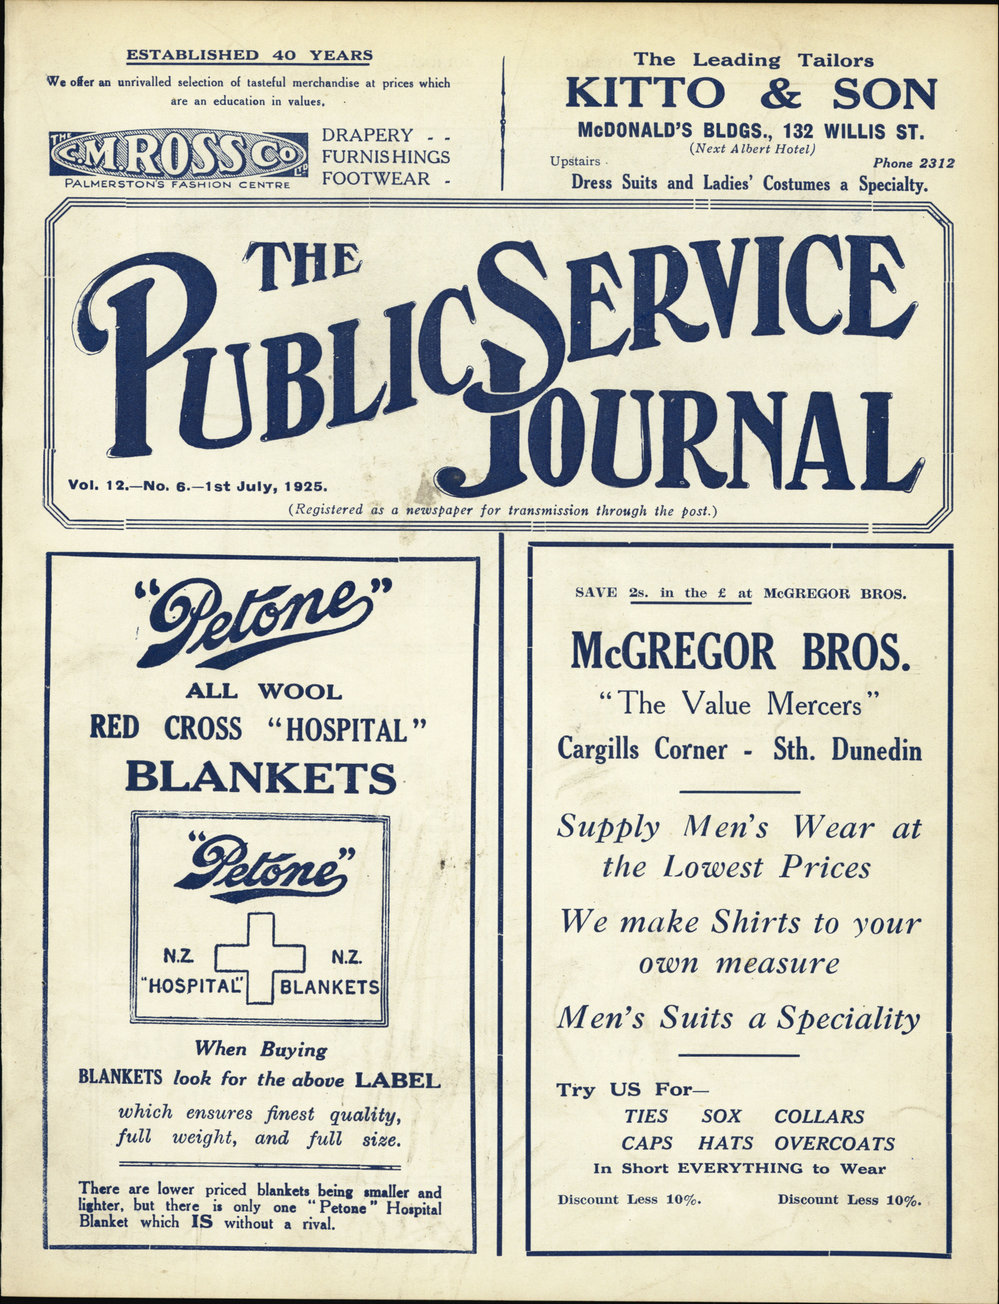 ESTABLISHED 40 YEARS
We offer an unrivalled selection of tasteful merchandise at prices which
are an education in values.
THE C.M. ROSS CO LTD
PALMERSTON'S FASHION CENTRE
DRAPERY - -
FURNISHINGS
FOOTWEAR -
The Leading Tailors
KITTO & SON
McDONALD'S BLDGS., 132 WILLIS ST.
(Next Albert Hotel)
Upstairs. Phone 2312
Dress Suits and Ladies' Costumes a Specialty.
THE
PUBLIC SERVICE
JOURNAL
Vol. 12.—No. 6.—1st July, 1925.
(Registered as a newspaper for transmission through the post.)
"Petone"
ALL WOOL
RED CROSS "HOSPITAL"
BLANKETS
"Petone"
N.Z. N.Z.
"HOSPITAL" BLANKETS
When Buying
BLANKETS look for the above LABEL
which ensures finest quality,
full weight, and full size.
There are lower priced blankets being smaller and
lighter, but there is only one "Petone" Hospital
Blanket which IS without a rival.
SAVE 2s. in the £ at McGREGOR BROS.
McGREGOR BROS.
"The Value Mercers"
Cargills Corner - Sth. Dunedin
Supply Men's Wear at
the Lowest Prices
We make Shirts to your
own measure
Men's Suits a Speciality
Try US For—
TIES SOX COLLARS
CAPS HATS OVERCOATS
In Short EVERYTHING to Wear
Discount Less 10%. Discount Less 10%.